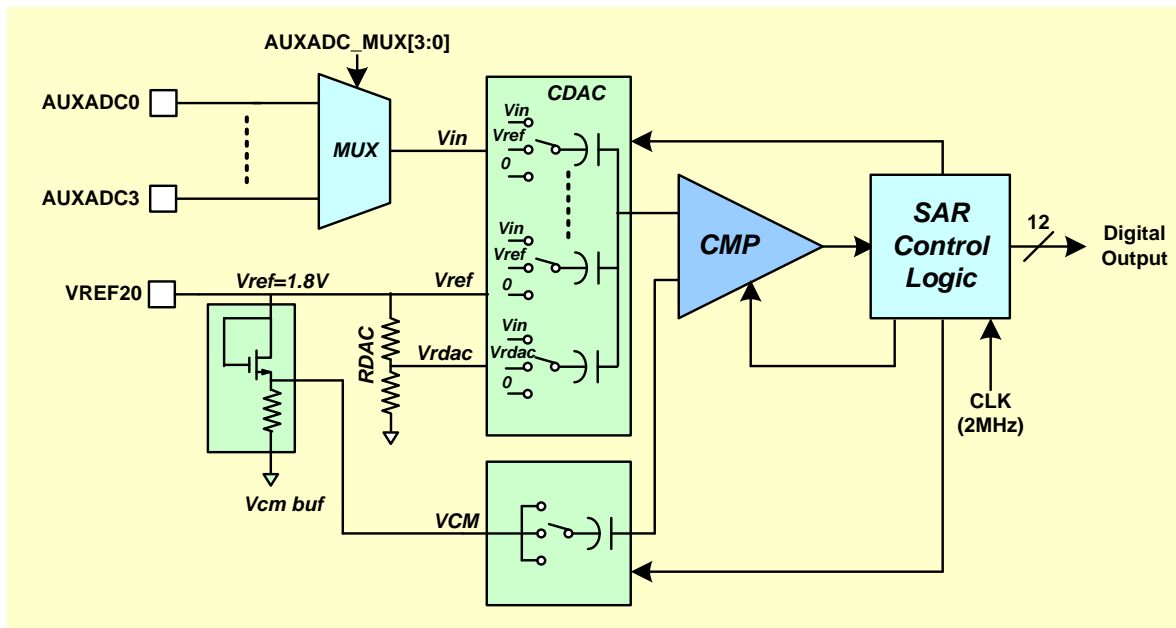 AUXADC_MUX[3:0]
AUXADC0
AUXADC3
MUX
Vin
CDAC
Vin
Vref
0
Vin
Vref
0
Vin
Vrdac
0
VREF20
Vref=1.8V
Vref
RDAC
Vrdac
Vcm buf
VCM
CMP
SAR
Control
Logic
12
Digital
Output
CLK
(2MHz)